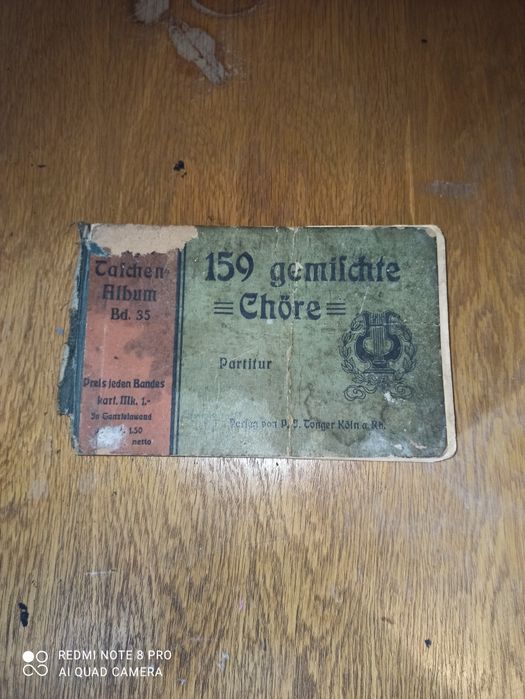 Taschen-
Album
Bd. 35
Preis jeden Bandes
kart. Mk. 1.-
In Ganzleinwand
1.50
netto
159 gemischte
Chöre
Partitur
Verlag von P. J. Tonger Köln a. Rh.
REDMI NOTE 8 PRO
AI QUAD CAMERA